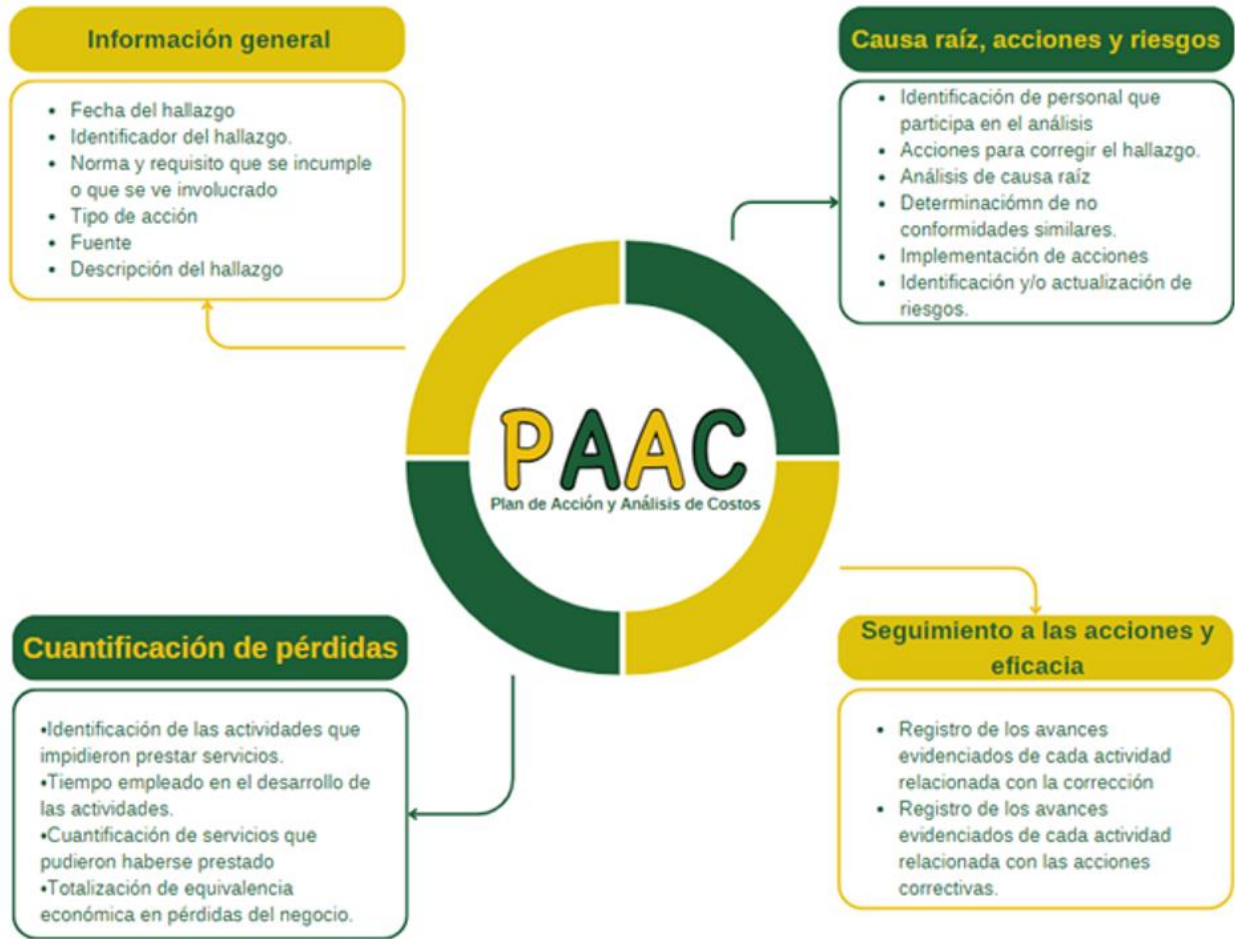 Información general
• Fecha del hallazgo
• Identificador del hallazgo.
• Norma y requisito que se incumple
o que se ve involucrado
• Tipo de acción
• Fuente
• Descripción del hallazgo
Causa raíz, acciones y riesgos
• Identificación de personal que
participa en el análisis
• Acciones para corregir el hallazgo.
• Análisis de causa raíz
• Determinaciómn de no
conformidades similares.
• Implementación de acciones
• Identificación y/o actualización de
riesgos.
PAAC
Plan de Acción y Análisis de Costos
Cuantificación de pérdidas
•Identificación de las actividades que
impidieron prestar servicios.
•Tiempo empleado en el desarrollo de
las actividades.
•Cuantificación de servicios que
pudieron haberse prestado
•Totalización de equivalencia
económica en pérdidas del negocio.
Seguimiento a las acciones y
eficacia
• Registro de los avances
evidenciados de cada actividad
relacionada con la corrección
• Registro de los avances
evidenciados de cada actividad
relacionada con las acciones
correctivas.